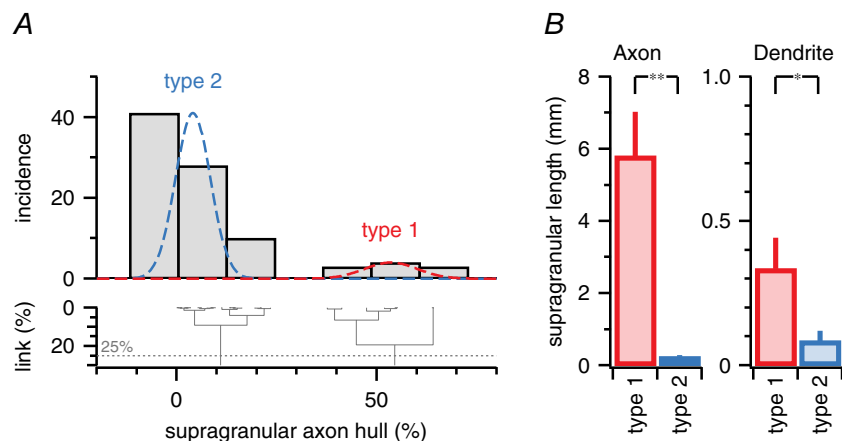 A
type 2
type 1
incidence
40
20
0
link (%)
0
20
25%
0
50
supragranular axon hull (%)
B
Axon
Dendrite
supragranular length (mm)
8
6
4
2
0
**
type 1
type 2
1.0
0.5
0
*
type 1
type 2